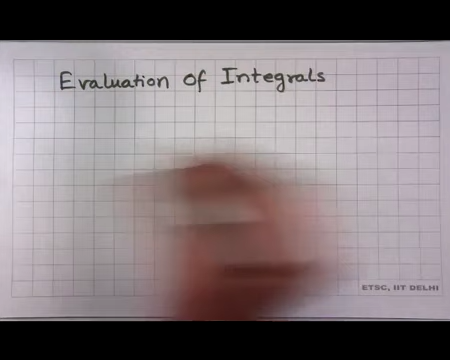 Evaluation of Integrals
ETSC, IIT DELHI